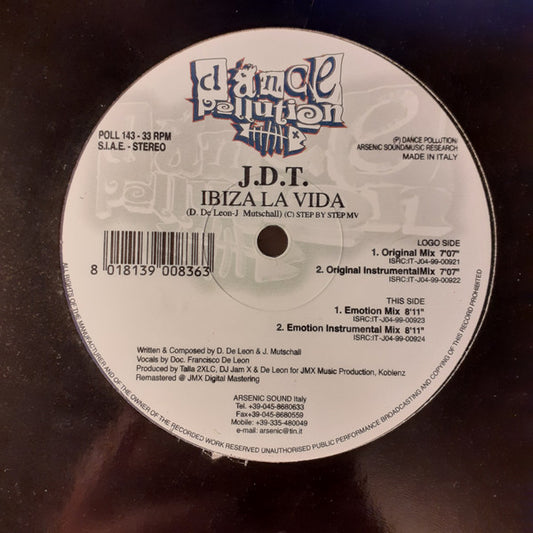 dance
pollution
POLL 143 - 33 RPM
S.I.A.E. - STEREO
(P) DANCE POLLUTION/
ARSENIC SOUND/MUSIC RESEARCH
MADE IN ITALY
J.D.T.
IBIZA LA VIDA
(D. De Leon-J Mutschall) (C) STEP BY STEP MV
8 018139 008363
LOGO SIDE
1. Original Mix 7'07"
ISRC:IT-J04-99-00921
2. Original InstrumentalMix 7'07"
ISRC:IT-J04-99-00922
THIS SIDE
1. Emotion Mix 8'11"
ISRC:IT-J04-99-00923
2. Emotion Instrumental Mix 8'11"
ISRC:IT-J04-99-00924
Written & Composed by D. De Leon & J. Mutschall
Vocals by Doc. Francisco De Leon
Produced by Talla 2XLC, DJ Jam X & De Leon for JMX Music Production, Koblenz
Remastered @ JMX Digital Mastering
ARSENIC SOUND Italy
Tel. +39-045-8680633
Fax+39-045-8680559
Mobile: +39-335-480049
e-mail: arsenic@tin.it
ALL RIGHTS OF THE MANUFACTURED AND OF THE OWNER OF THE RECORDED WORK RESERVED UNAUTHORISED PUBLIC PERFORMANCE BROADCASTING AND COPYING OF THIS RECORD PROHIBITED